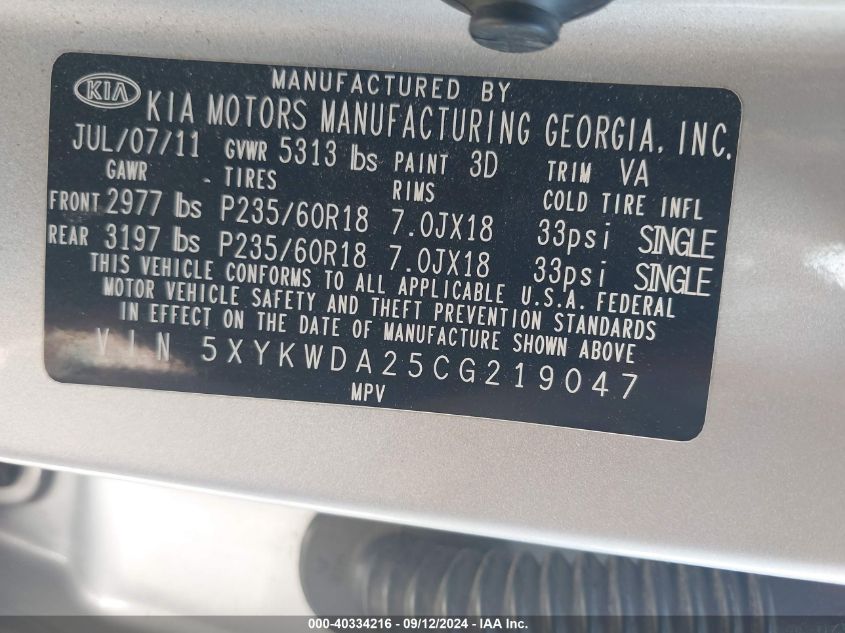 MANUFACTURED BY
KIA KIA MOTORS MANUFACTURING GEORGIA, INC.
JUL/07/11 GVWR 5313 lbs PAINT 3D TRIM VA
GAWR TIRES RIMS COLD TIRE INFL
FRONT 2977 lbs P235/60R18 7.0JX18 33psi SINGLE
REAR 3197 lbs P235/60R18 7.0JX18 33psi SINGLE
THIS VEHICLE CONFORMS TO ALL APPLICABLE U.S.A. FEDERAL
MOTOR VEHICLE SAFETY AND THEFT PREVENTION STANDARDS
IN EFFECT ON THE DATE OF MANUFACTURE SHOWN ABOVE
VIN 5XYKWDA25CG219047
MPV
000-40334216 - 09/12/2024 - IAA Inc.